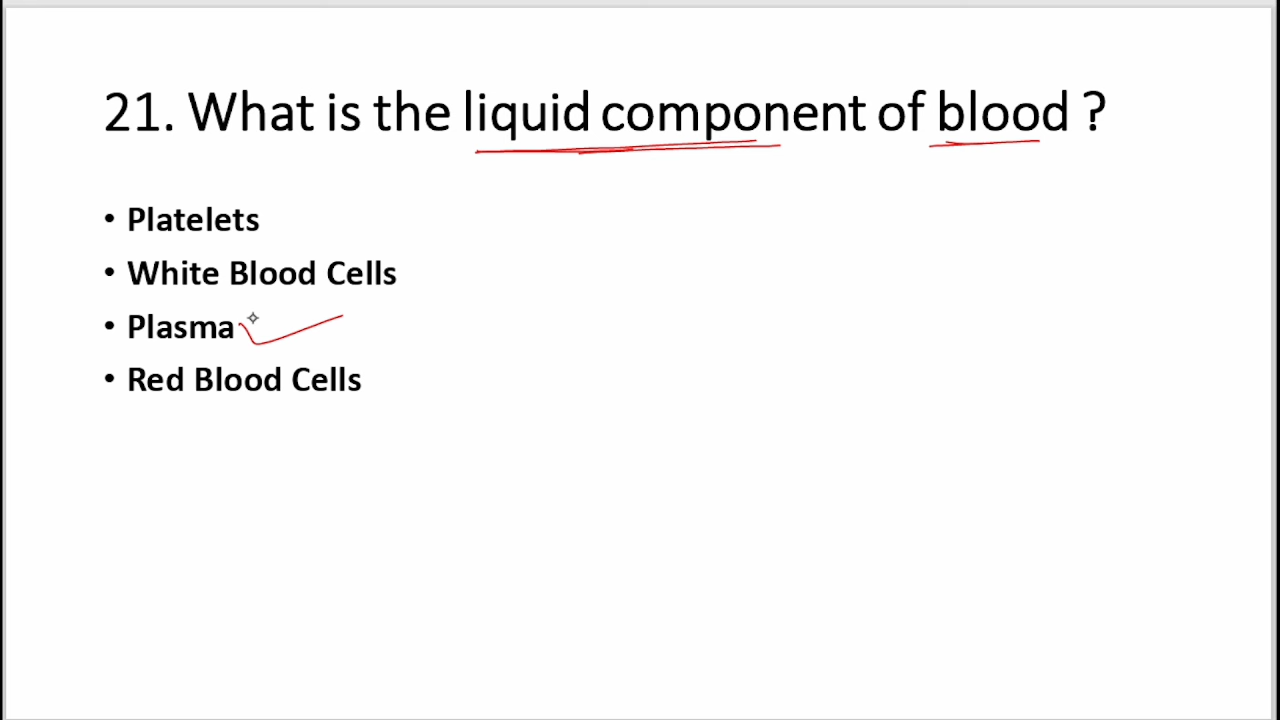 21. What is the liquid component of blood ?
• Platelets
• White Blood Cells
• Plasma
• Red Blood Cells